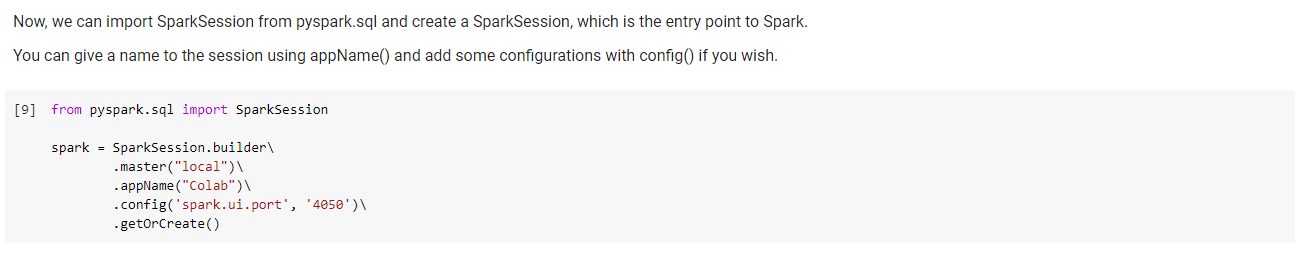 Now, we can import SparkSession from pyspark.sql and create a SparkSession, which is the entry point to Spark.
You can give a name to the session using appName() and add some configurations with config() if you wish.
[9] from pyspark.sql import SparkSession
spark = SparkSession.builder\
.master("local")\
.appName("Colab")\
.config('spark.ui.port', '4050')\
.getOrCreate()